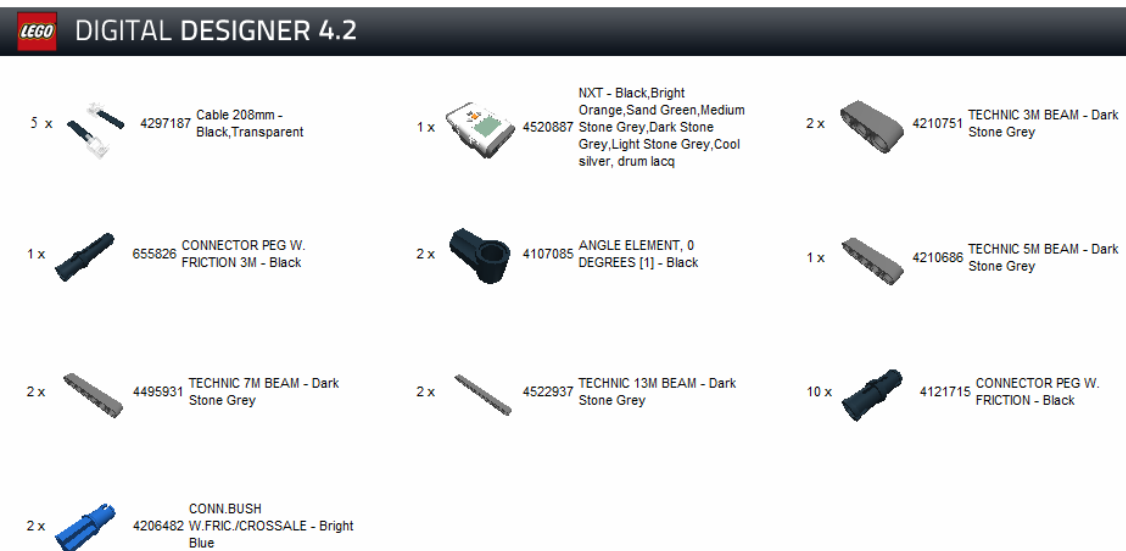 LEGO DIGITAL DESIGNER 4.2
5 x 4297187 Cable 208mm -
Black,Transparent
1 x 4520887 NXT - Black,Bright
Orange,Sand Green,Medium
Stone Grey,Dark Stone
Grey,Light Stone Grey,Cool
silver, drum lacq
2 x 4210751 TECHNIC 3M BEAM - Dark
Stone Grey
1 x 655826 CONNECTOR PEG W.
FRICTION 3M - Black
2 x 4107085 ANGLE ELEMENT, 0
DEGREES [1] - Black
1 x 4210686 TECHNIC 5M BEAM - Dark
Stone Grey
2 x 4495931 TECHNIC 7M BEAM - Dark
Stone Grey
2 x 4522937 TECHNIC 13M BEAM - Dark
Stone Grey
10 x 4121715 CONNECTOR PEG W.
FRICTION - Black
2 x 4206482 CONN.BUSH
W.FRIC./CROSSALE - Bright
Blue